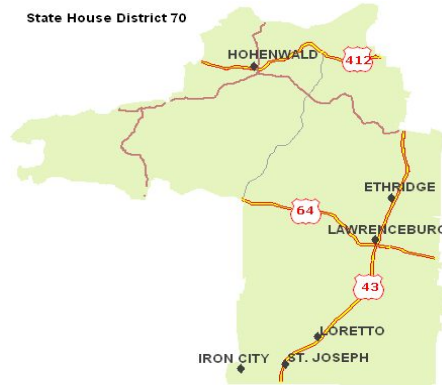 State House District 70
HOHENWALD
412
ETHRIDGE
64
LAWRENCEBURG
43
LORETTO
IRON CITY
ST. JOSEPH